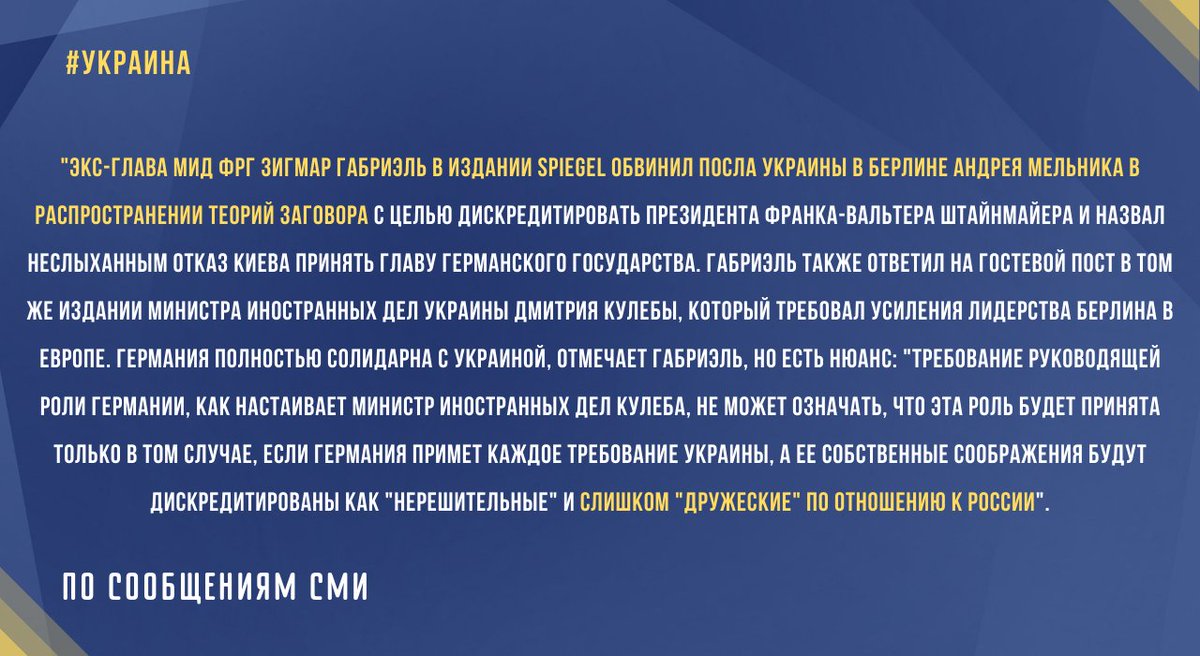 #УКРАИНА
"ЭКС-ГЛАВА МИД ФРГ ЗИГМАР ГАБРИЭЛЬ В ИЗДАНИИ SPIEGEL ОБВИНИЛ ПОСЛА УКРАИНЫ В БЕРЛИНЕ АНДРЕЯ МЕЛЬНИКА В
РАСПРОСТРАНЕНИИ ТЕОРИЙ ЗАГОВОРА С ЦЕЛЬЮ ДИСКРЕДИТИРОВАТЬ ПРЕЗИДЕНТА ФРАНКА-ВАЛЬТЕРА ШТАЙНМАЙЕРА И НАЗВАЛ
НЕСЛЫХАННЫМ ОТКАЗ КИЕВА ПРИНЯТЬ ГЛАВУ ГЕРМАНСКОГО ГОСУДАРСТВА. ГАБРИЭЛЬ ТАКЖЕ ОТВЕТИЛ НА ГОСТЕВОЙ ПОСТ В ТОМ
ЖЕ ИЗДАНИИ МИНИСТРА ИНОСТРАННЫХ ДЕЛ УКРАИНЫ ДМИТРИЯ КУЛЕБЫ, КОТОРЫЙ ТРЕБОВАЛ УСИЛЕНИЯ ЛИДЕРСТВА БЕРЛИНА В
ЕВРОПЕ. ГЕРМАНИЯ ПОЛНОСТЬЮ СОЛИДАРНА С УКРАИНОЙ, ОТМЕЧАЕТ ГАБРИЭЛЬ, НО ЕСТЬ НЮАНС: "ТРЕБОВАНИЕ РУКОВОДЯЩЕЙ
РОЛИ ГЕРМАНИИ, КАК НАСТАИВАЕТ МИНИСТР ИНОСТРАННЫХ ДЕЛ КУЛЕБА, НЕ МОЖЕТ ОЗНАЧАТЬ, ЧТО ЭТА РОЛЬ БУДЕТ ПРИНЯТА
ТОЛЬКО В ТОМ СЛУЧАЕ, ЕСЛИ ГЕРМАНИЯ ПРИМЕТ КАЖДОЕ ТРЕБОВАНИЕ УКРАИНЫ, А ЕЕ СОБСТВЕННЫЕ СООБРАЖЕНИЯ БУДУТ
ДИСКРЕДИТИРОВАНЫ КАК "НЕРЕШИТЕЛЬНЫЕ" И СЛИШКОМ "ДРУЖЕСКИЕ" ПО ОТНОШЕНИЮ К РОССИИ".
ПО СООБЩЕНИЯМ СМИ